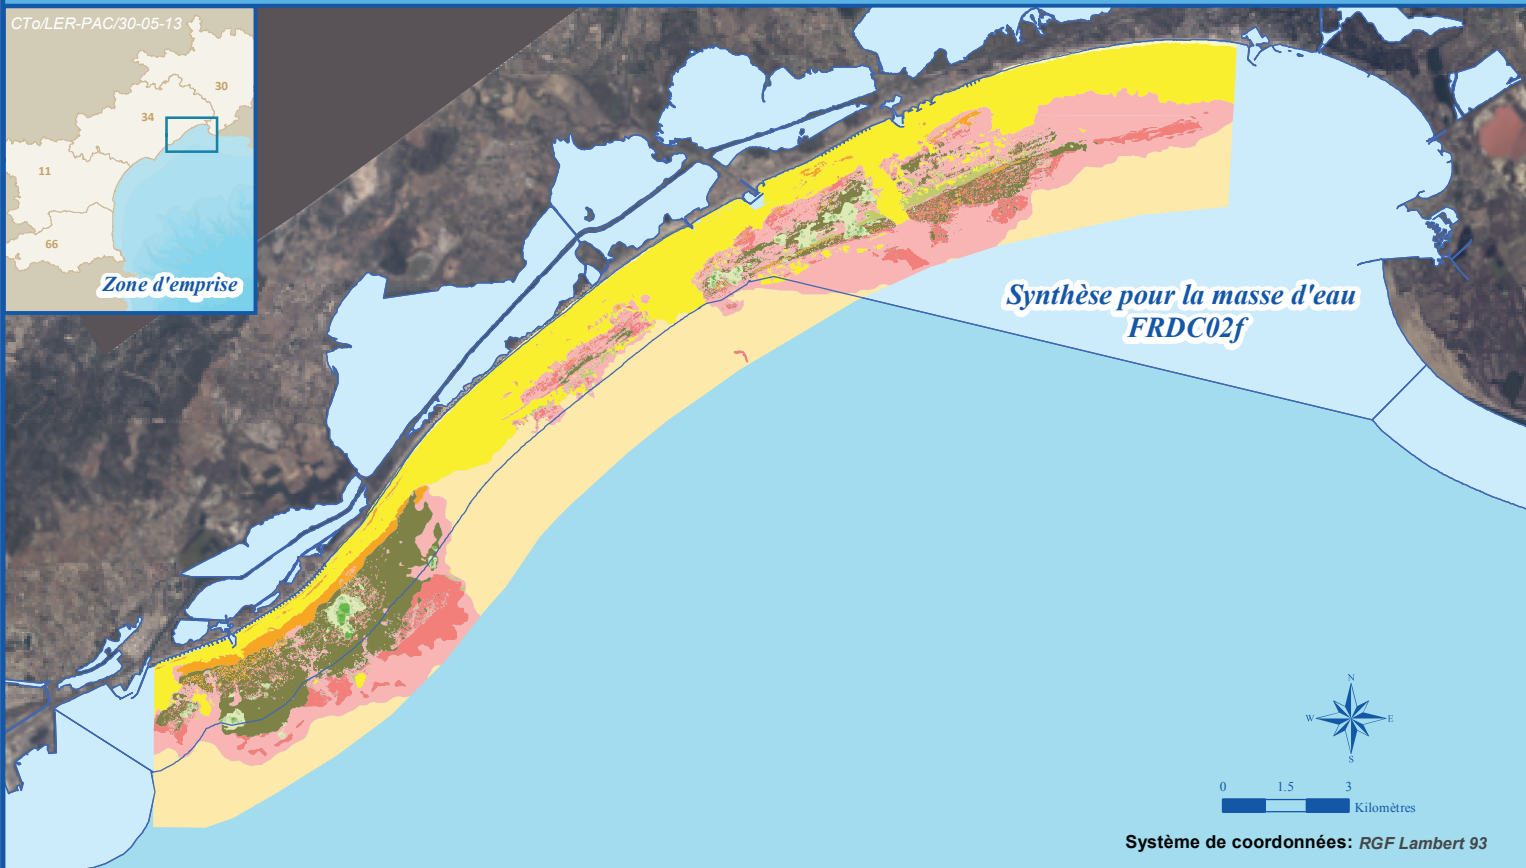 CTo/LER-PAC/30-05-13
30
34
11
66
Zone d'emprise
Synthèse pour la masse d'eau
FRDC02f
N
W
E
S
0 1.5 3
Kilomètres
Système de coordonnées: RGF Lambert 93